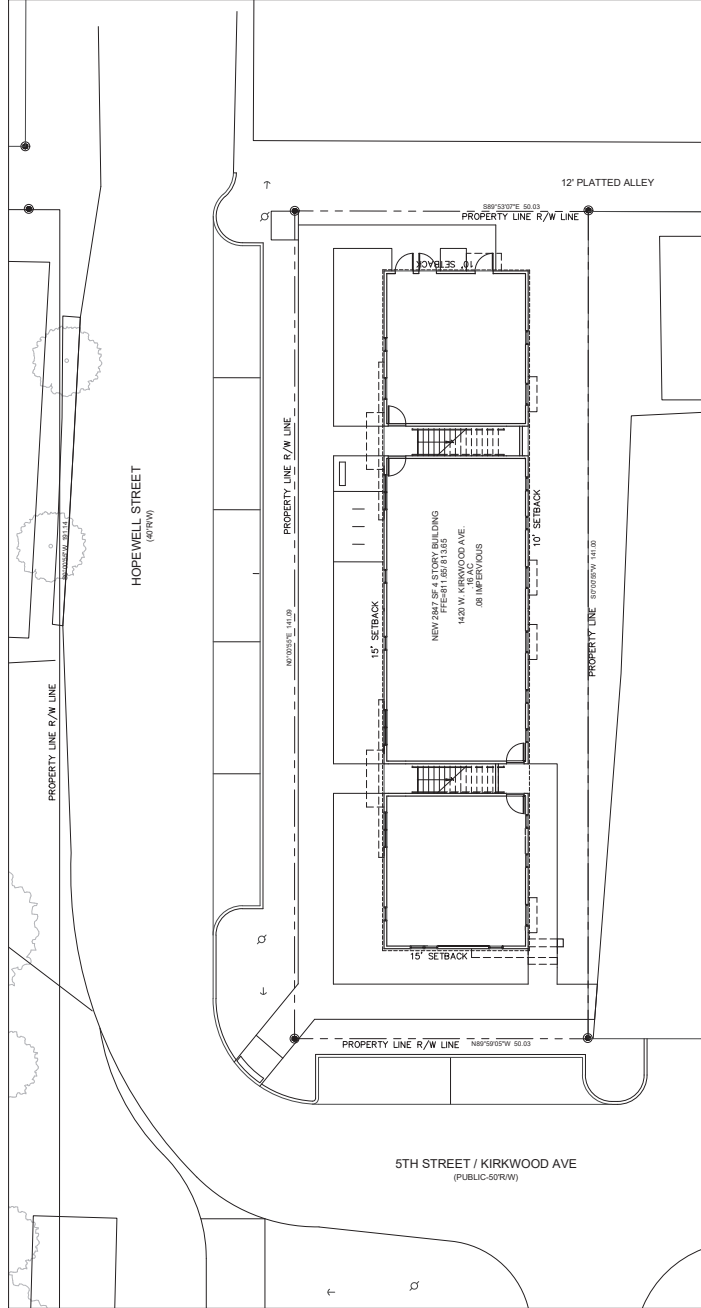 12' PLATTED ALLEY
S89°53'07"E 50.03
PROPERTY LINE R/W LINE
10' SETBACK
HOPEWELL STREET
(40'R/W)
PROPERTY LINE R/W LINE
N0°00'55"E 141.09
15' SETBACK
NEW 2847 SF 4 STORY BUILDING
FFE=811.65/ 813.65
1420 W. KIRKWOOD AVE.
.16 AC
.08 IMPERVIOUS
10' SETBACK
PROPERTY LINE
S0°00'55"W 141.00
PROPERTY LINE R/W LINE
15' SETBACK
PROPERTY LINE R/W LINE
N89°59'05"W 50.03
5TH STREET / KIRKWOOD AVE
(PUBLIC-50'R/W)